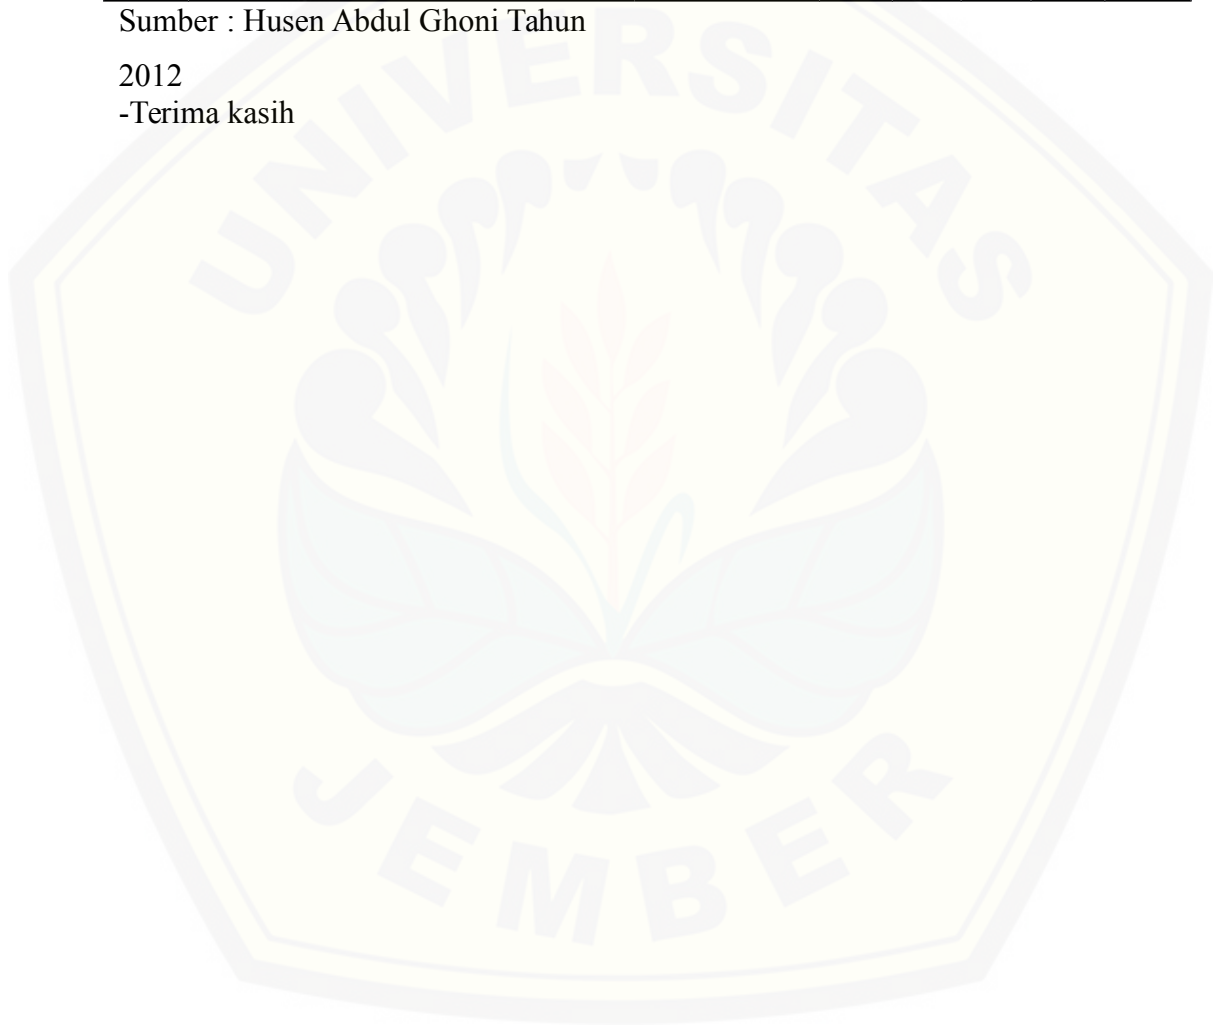 Sumber : Husen Abdul Ghoni Tahun
2012
-Terima kasih
UNIVERSITAS
JEMBER